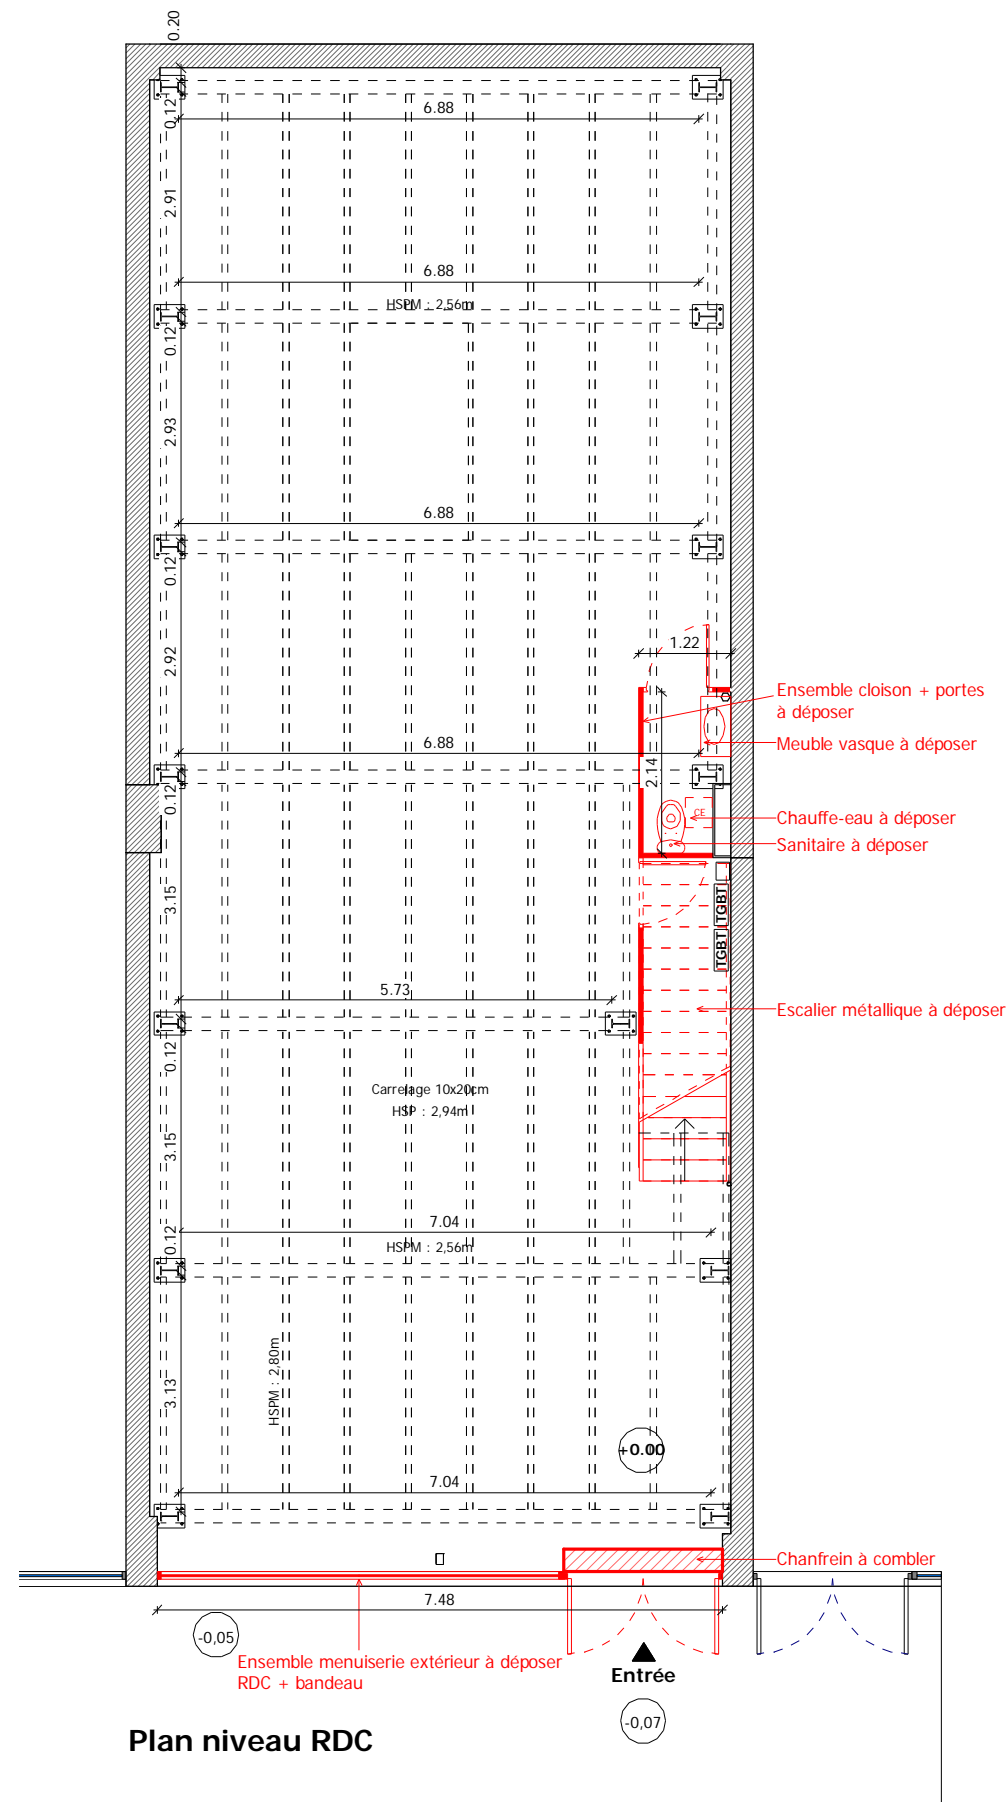 0.20
0.12
6.88
2.91
6.88
HSPM : 2,56m
0.12
2.93
6.88
0.12
1.22
2.92
Ensemble cloison + portes
à déposer
Meuble vasque à déposer
6.88
2.14
0.12
CE
Chauffe-eau à déposer
Sanitaire à déposer
3.15
TGBT
TGBT
5.73
Escalier métallique à déposer
0.12
Carrelage 10x20cm
HSP : 2,94m
3.15
7.04
0.12
HSPM : 2,56m
HSPM : 2,80m
3.13
+0.00
7.04
Chanfrein à combler
7.48
-0,05
Ensemble menuiserie extérieur à déposer
RDC + bandeau
Entrée
-0,07
Plan niveau RDC